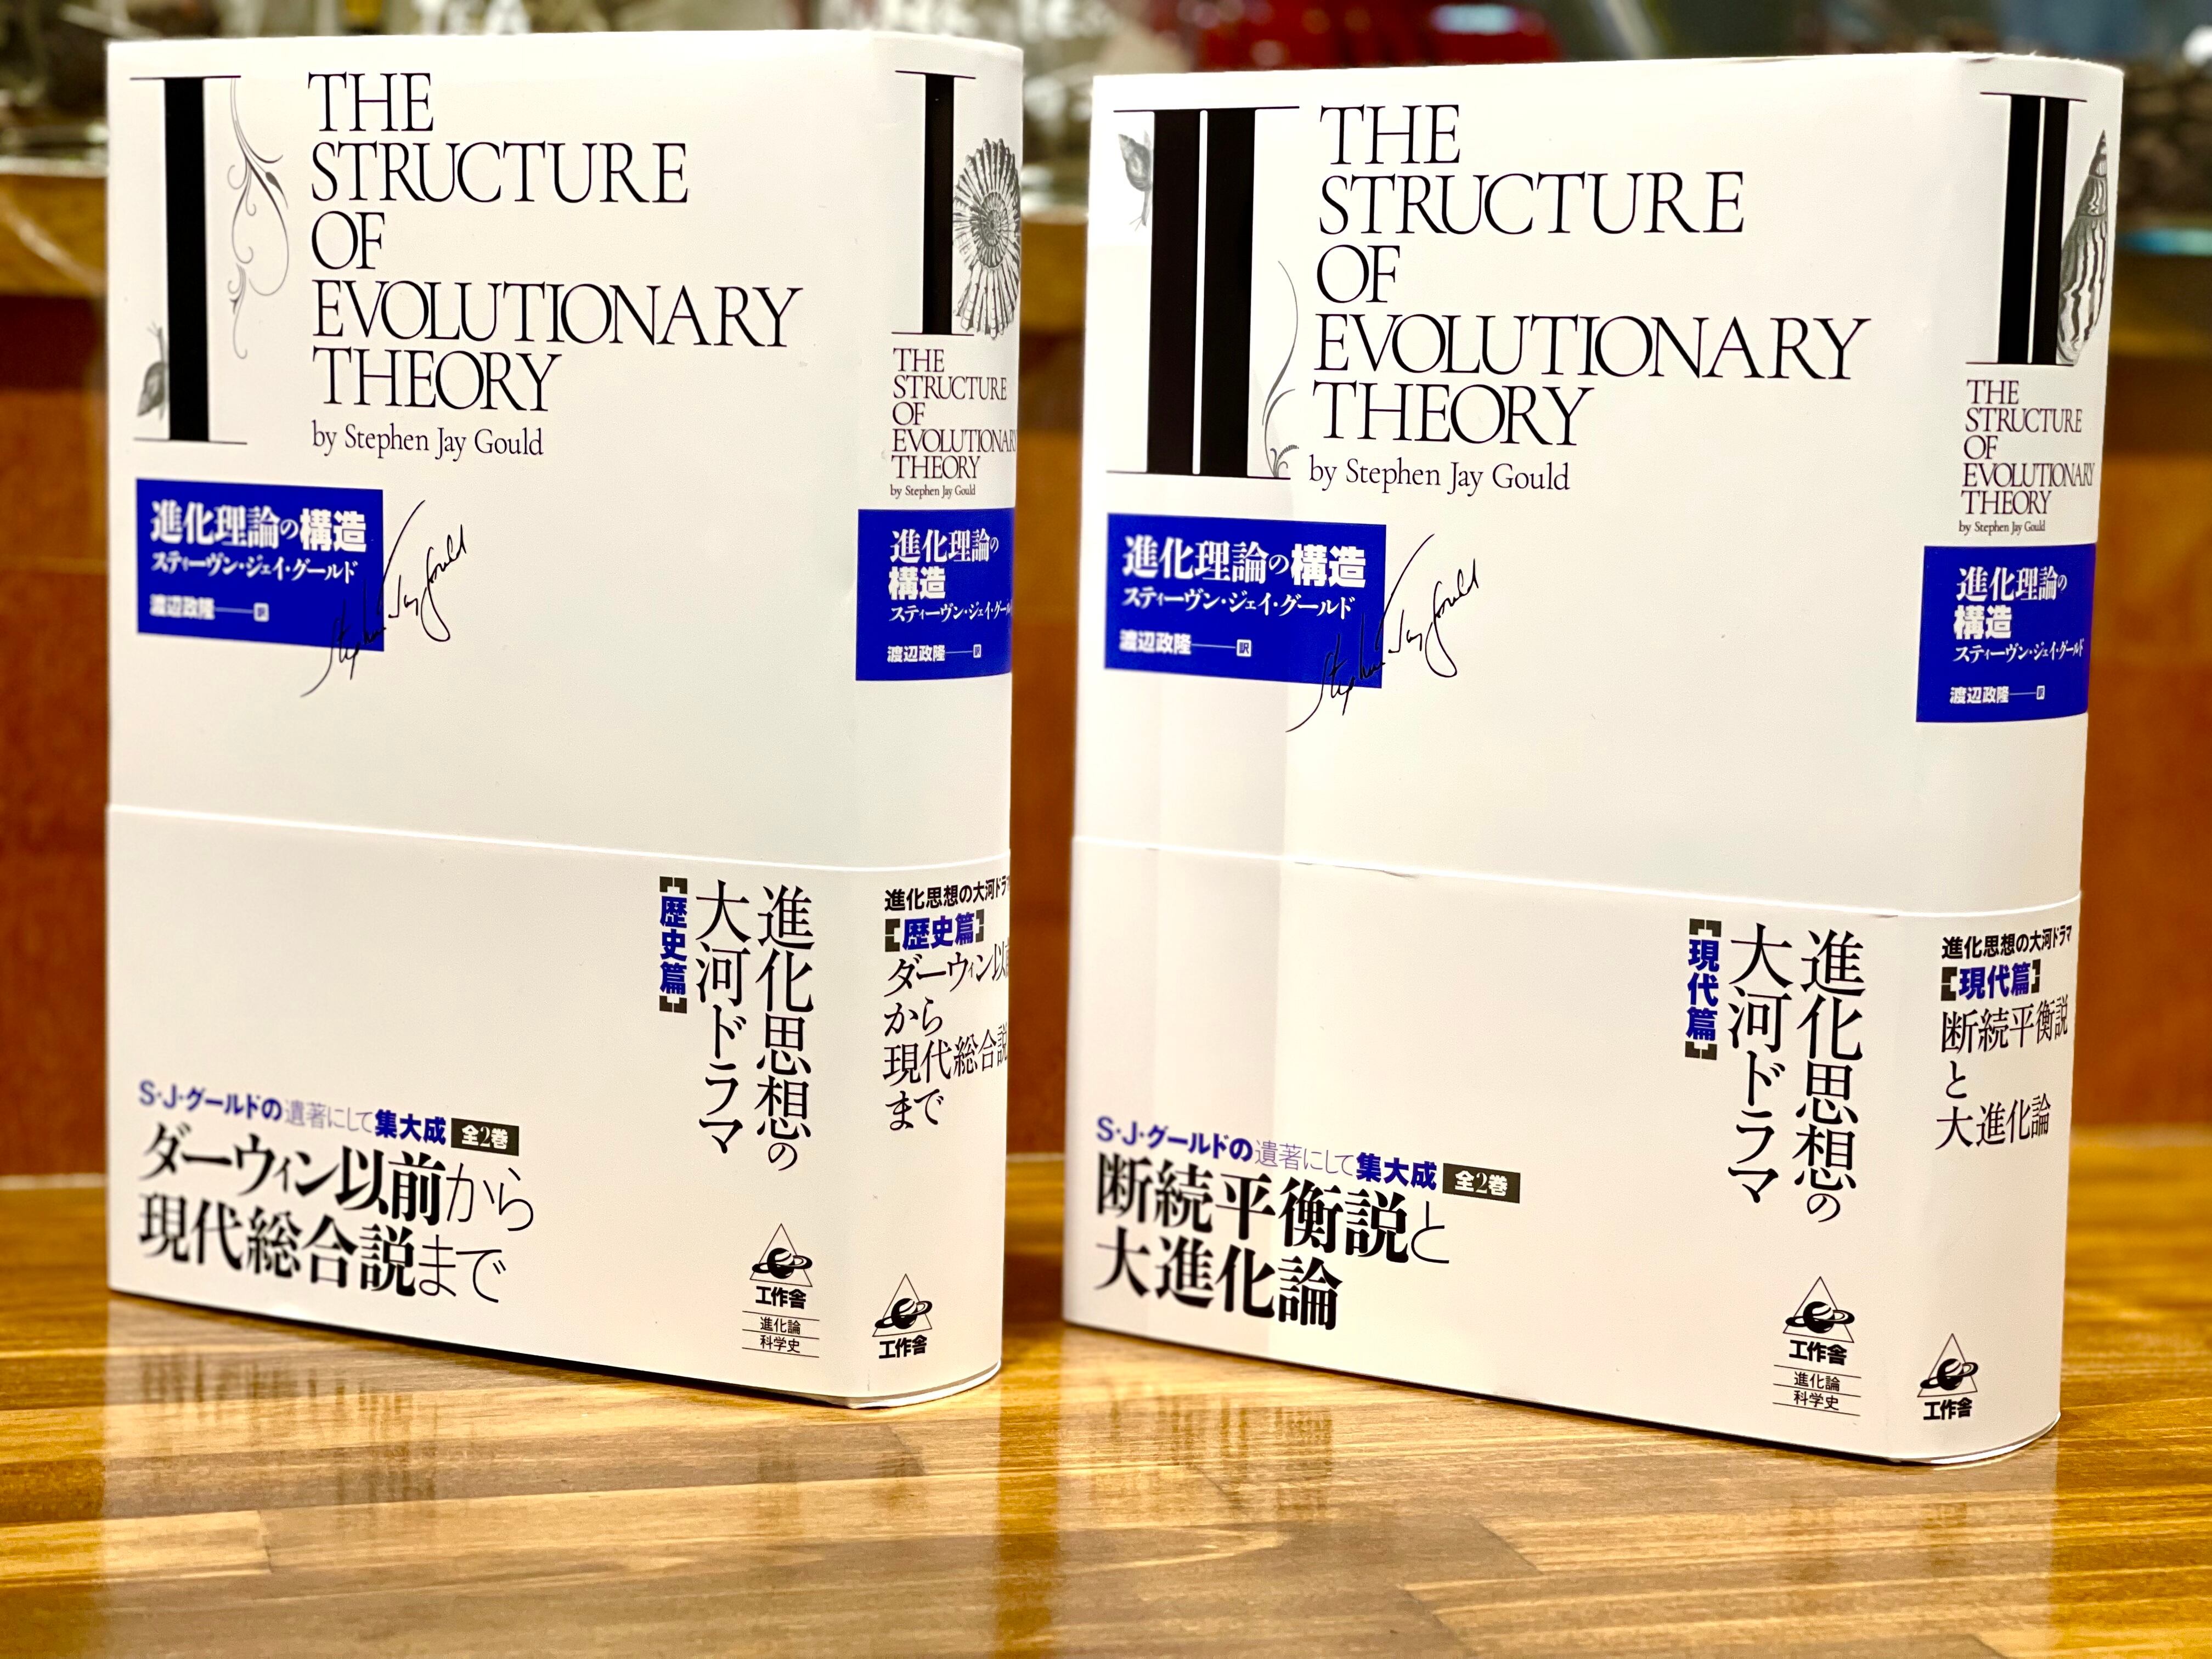 I
THE
STRUCTURE
OF
EVOLUTIONARY
THEORY
by Stephen Jay Gould
進化理論の構造
スティーヴン・ジェイ・グールド
渡辺政隆──訳
Stephen Jay Gould
進化思想の
大河ドラマ
【歴史篇】
S・J・グールドの遺著にして集大成 全2巻
ダーウィン以前から
現代総合説まで
工作舎
進化論
科学史
I
THE
STRUCTURE
OF
EVOLUTIONARY
THEORY
by Stephen Jay Gould
進化理論の
構造
スティーヴン・ジェイ・グールド
渡辺政隆──訳
進化思想の大河ドラマ
【歴史篇】
ダーウィン以前
から
現代総合説
まで
工作舎
II
THE
STRUCTURE
OF
EVOLUTIONARY
THEORY
by Stephen Jay Gould
進化理論の構造
スティーヴン・ジェイ・グールド
渡辺政隆──訳
Stephen Jay Gould
進化思想の
大河ドラマ
【現代篇】
S・J・グールドの遺著にして集大成 全2巻
断続平衡説と
大進化論
工作舎
進化論
科学史
II
THE
STRUCTURE
OF
EVOLUTIONARY
THEORY
by Stephen Jay Gould
進化理論の
構造
スティーヴン・ジェイ・グールド
渡辺政隆──訳
進化思想の大河ドラマ
【現代篇】
断続平衡説
と
大進化論
工作舎